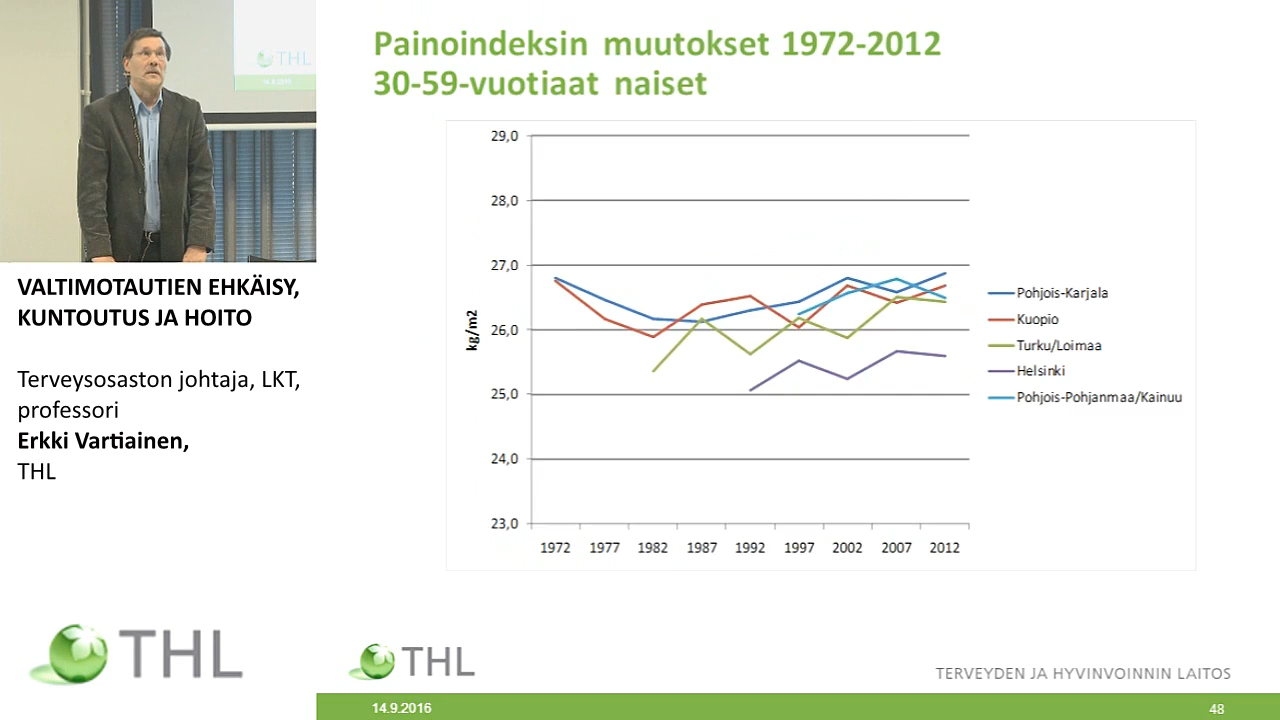 THL
VALTIMOTAUTIEN EHKÄISY,
KUNTOUTUS JA HOITO
Terveysosaston johtaja, LKT,
professori
Erkki Vartiainen,
THL
THL
Painoindeksin muutokset 1972-2012
30-59-vuotiaat naiset
29,0
28,0
27,0
26,0
25,0
24,0
23,0
kg/m2
1972 1977 1982 1987 1992 1997 2002 2007 2012
Pohjois-Karjala
Kuopio
Turku/Loimaa
Helsinki
Pohjois-Pohjanmaa/Kainuu
THL
TERVEYDEN JA HYVINVOINNIN LAITOS
14.9.2016
48